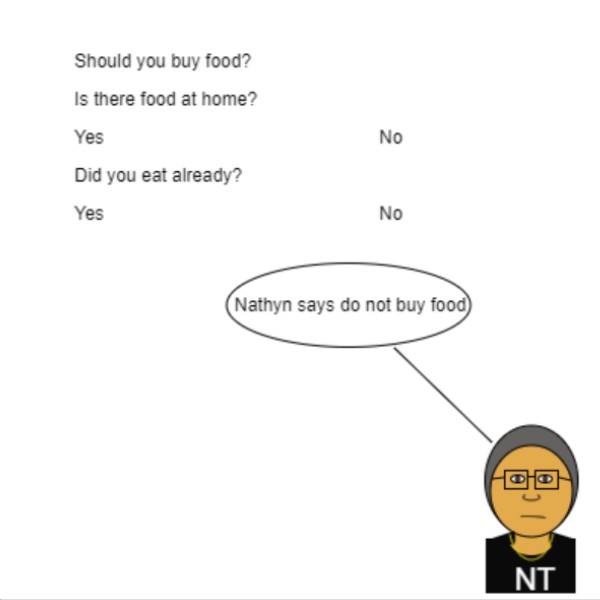 Should you buy food?
Is there food at home?
Yes No
Did you eat already?
Yes No
Nathyn says do not buy food
NT